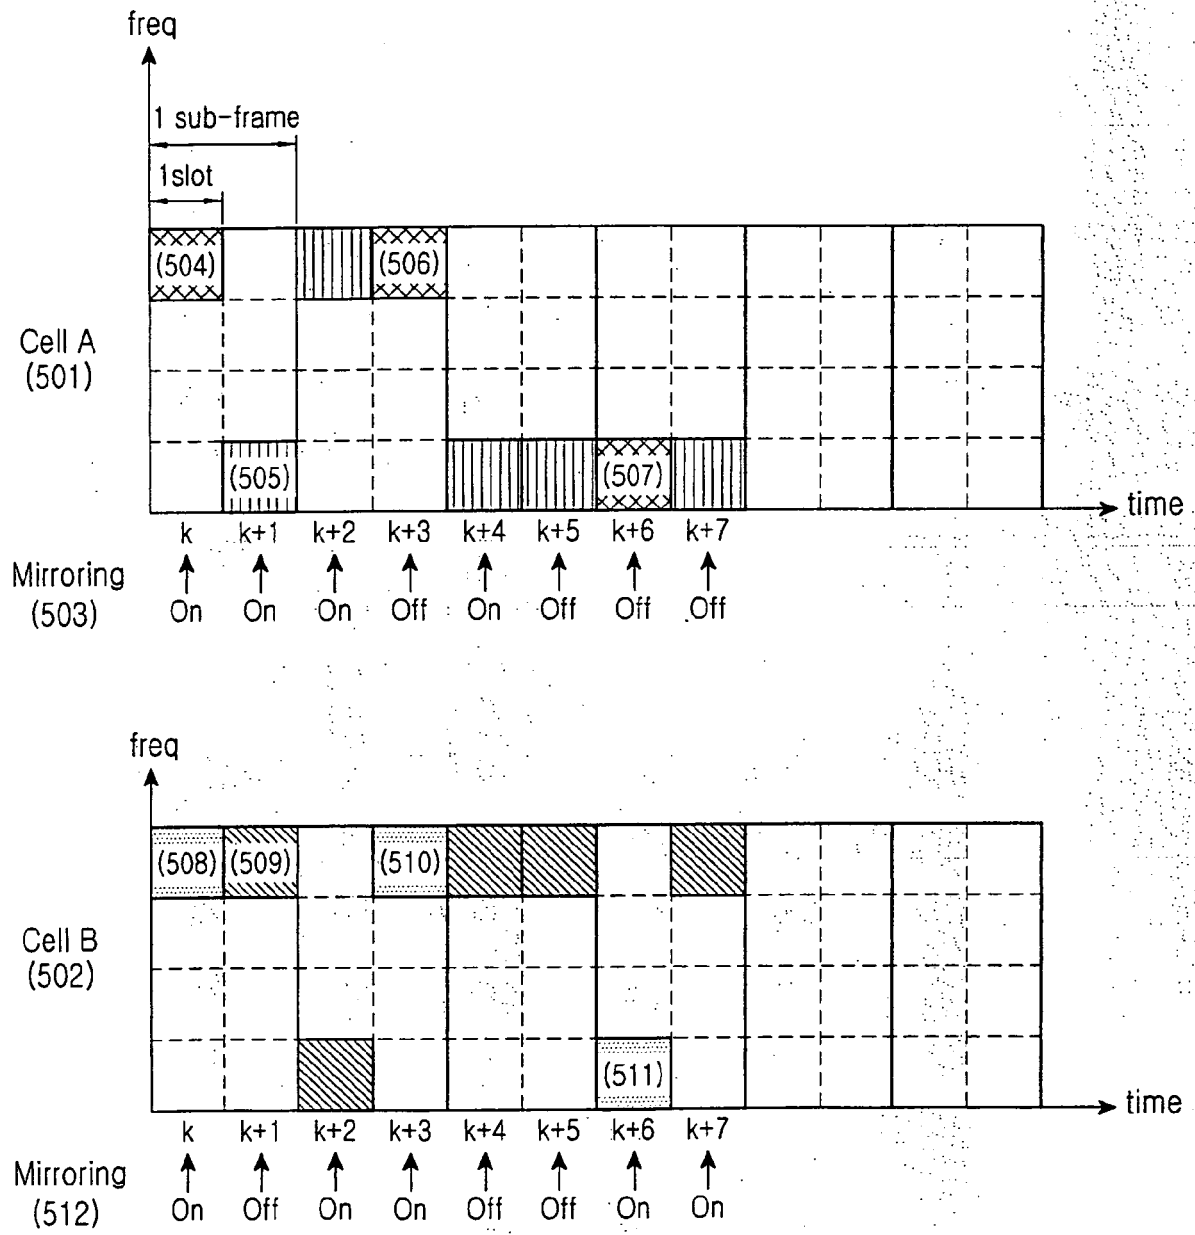 freq
1 sub-frame
1slot
(504) (506)
Cell A
(501)
(505) (507)
time
k k+1 k+2 k+3 k+4 k+5 k+6 k+7
Mirroring
(503)
On On On Off On Off Off Off
freq
(508) (509) (510)
Cell B
(502)
(511)
time
k k+1 k+2 k+3 k+4 k+5 k+6 k+7
Mirroring
(512)
On Off On On Off Off On On